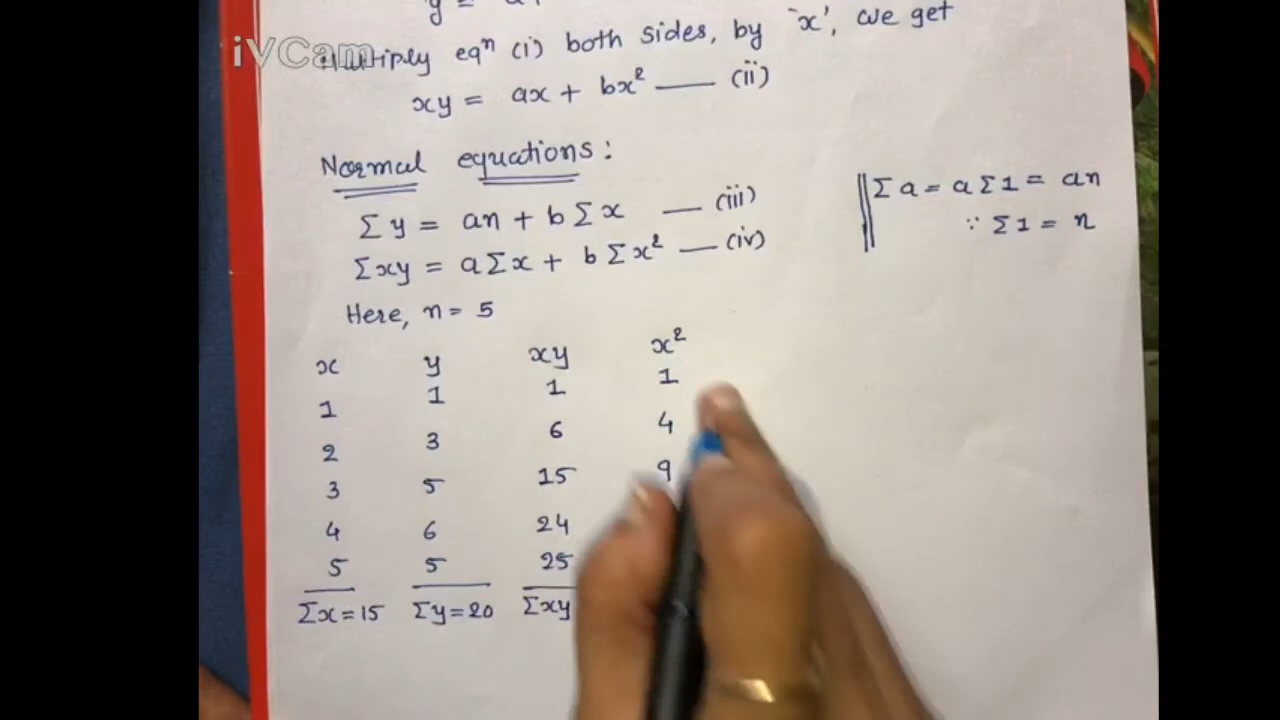 iVCam
Multiply eqⁿ (i) both sides, by 'x', we get
xy = ax + bx² —— (ii)
Normal equations:
Σy = an + bΣx —— (iii)
Σxy = aΣx + bΣx² —— (iv)
Σa = aΣ1 = an
∵ Σ1 = n
Here, n = 5
x y xy x²
1 1 1 1
2 3 6 4
3 5 15 9
4 6 24
5 5 25
Σx = 15 Σy = 20 Σxy